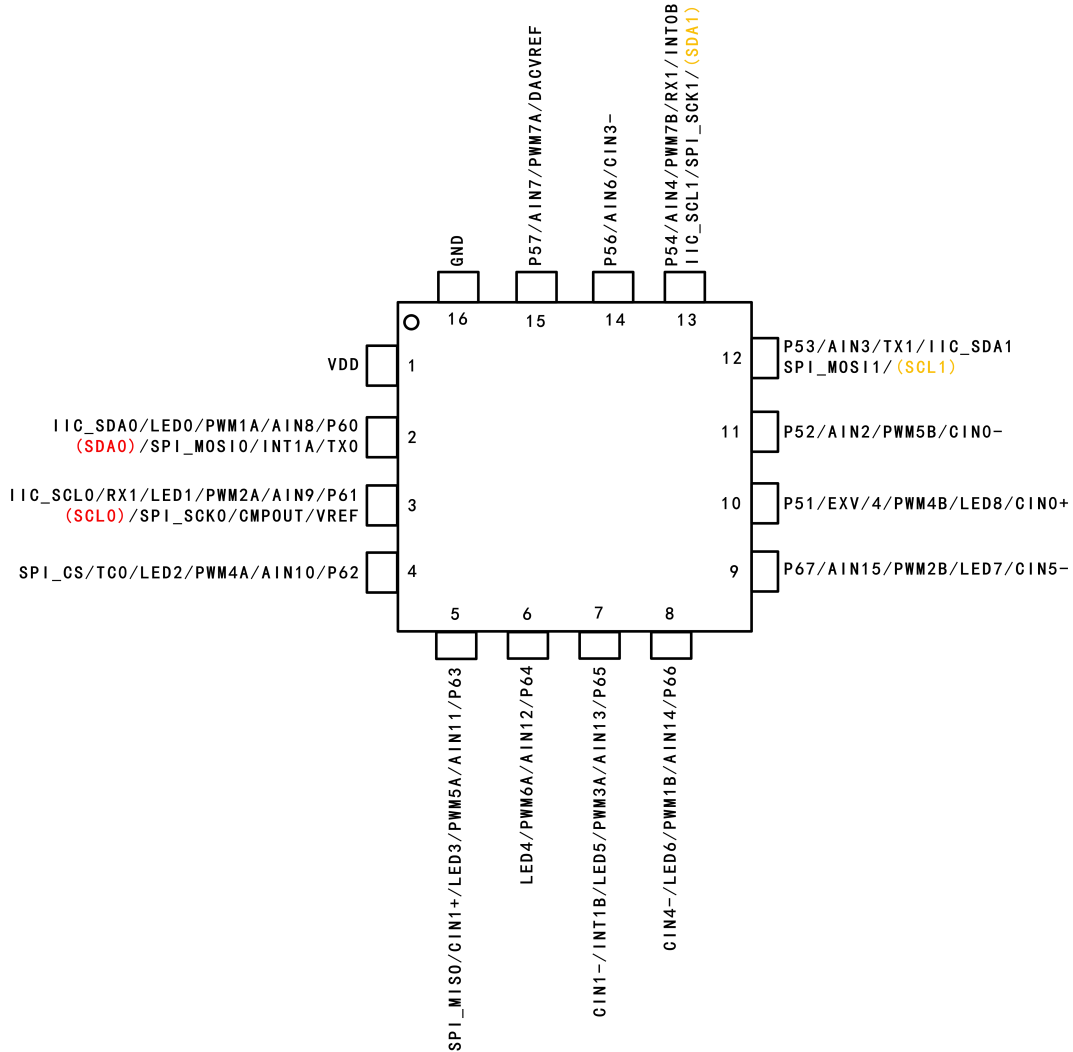 P57/AIN7/PWM7A/DACVREF
P56/AIN6/CIN3-
P54/AIN4/PWM7B/RX1/INT0B
IIC_SCL1/SPI_SCK1/(SDA1)
GND
16
15
14
13
VDD
1
12
P53/AIN3/TX1/IIC_SDA1
SPI_MOSI1/(SCL1)
IIC_SDA0/LED0/PWM1A/AIN8/P60
(SDA0)/SPI_MOSI0/INT1A/TX0
2
11
P52/AIN2/PWM5B/CIN0-
IIC_SCL0/RX1/LED1/PWM2A/AIN9/P61
(SCL0)/SPI_SCK0/CMPOUT/VREF
3
10
P51/EXV/4/PWM4B/LED8/CIN0+
SPI_CS/TC0/LED2/PWM4A/AIN10/P62
4
9
P67/AIN15/PWM2B/LED7/CIN5-
5
6
7
8
SPI_MISO/CIN1+/LED3/PWM5A/AIN11/P63
LED4/PWM6A/AIN12/P64
CIN1-/INT1B/LED5/PWM3A/AIN13/P65
CIN4-/LED6/PWM1B/AIN14/P66